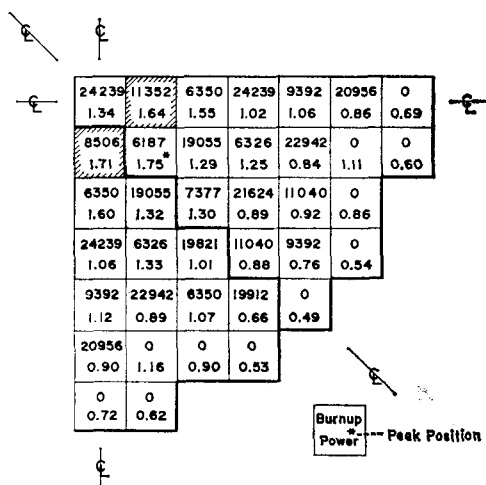 ℄ ℄
℄ ℄
24239 11352 6350 24239 9392 20956 0
1.34 1.64 1.55 1.02 1.06 0.86 0.69
8506 6187 19055 6326 22942 0 0
1.71 1.75* 1.29 1.25 0.84 1.11 0.60
6350 19055 7377 21624 11040 0
1.60 1.32 1.30 0.89 0.92 0.86
24239 6326 19821 11040 9392 0
1.06 1.33 1.01 0.88 0.76 0.54
9392 22942 6350 19912 0
1.12 0.89 1.07 0.66 0.49
20956 0 0 0
0.90 1.16 0.90 0.53
0 0
0.72 0.62
℄
℄
Burnup
Power * Peak Position